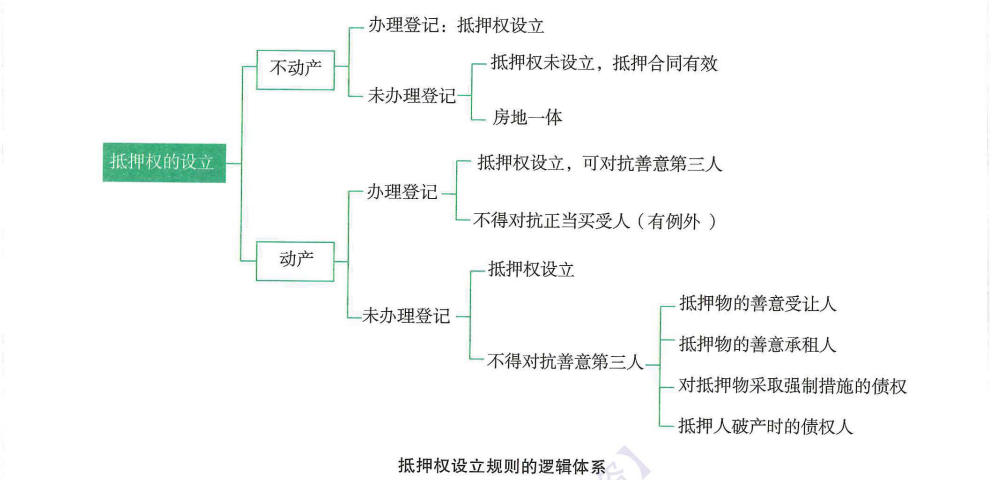 办理登记：抵押权设立
不动产
抵押权未设立，抵押合同有效
未办理登记
房地一体
抵押权的设立
抵押权设立，可对抗善意第三人
办理登记
不得对抗正当买受人（有例外 ）
动产
抵押权设立
未办理登记
抵押物的善意受让人
抵押物的善意承租人
不得对抗善意第三人
对抵押物采取强制措施的债权
抵押人破产时的债权人
抵押权设立规则的逻辑体系